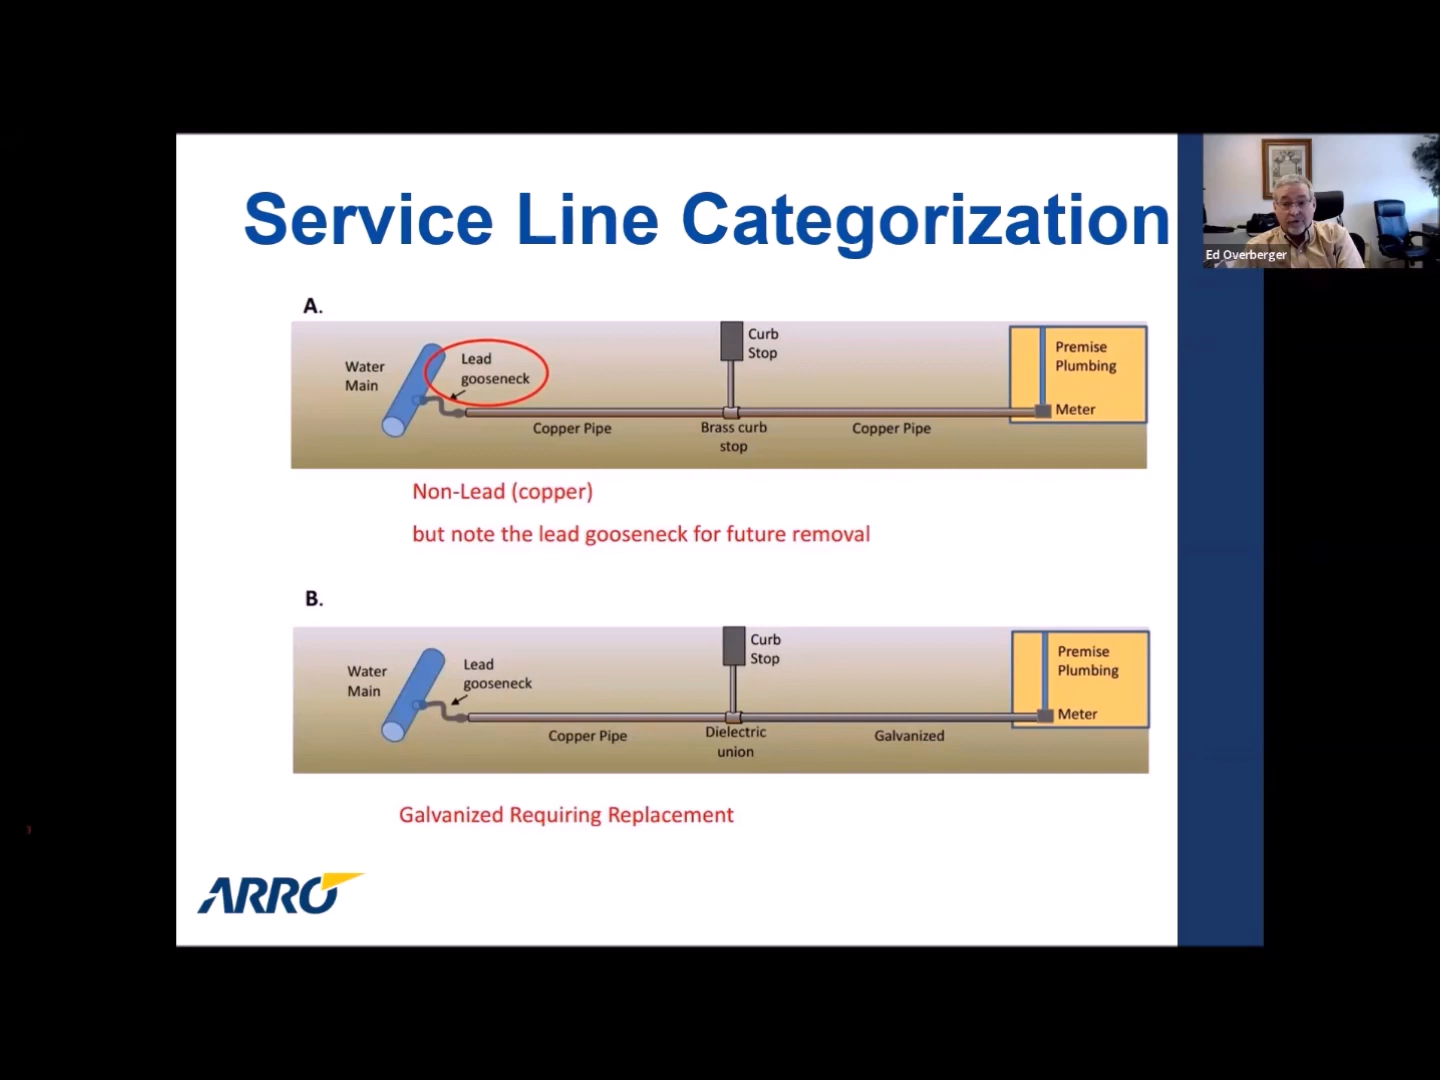 Service Line Categorization
Ed Overberger
A.
Water
Main
Lead
gooseneck
Curb
Stop
Premise
Plumbing
Meter
Copper Pipe
Brass curb
stop
Copper Pipe
Non-Lead (copper)
but note the lead gooseneck for future removal
B.
Water
Main
Lead
gooseneck
Curb
Stop
Premise
Plumbing
Meter
Copper Pipe
Dielectric
union
Galvanized
Galvanized Requiring Replacement
ARRO